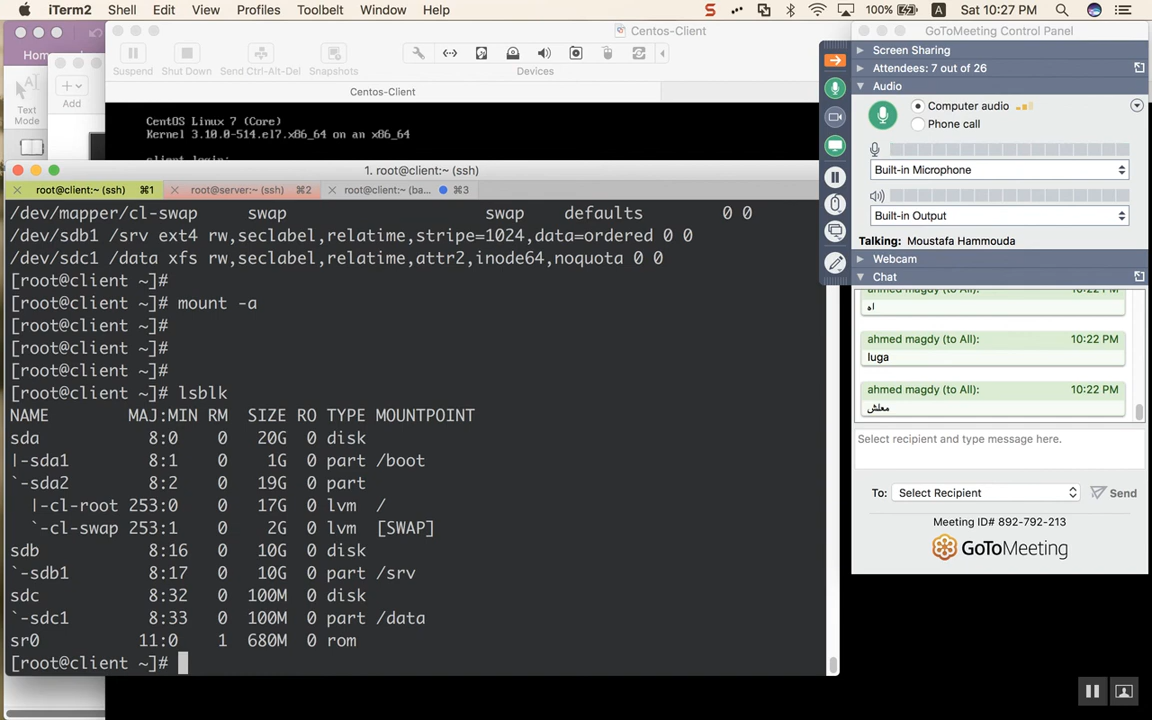 iTerm2 Shell Edit View Profiles Toolbelt Window Help
100% A Sat 10:27 PM
Home
Text
Mode
Add
Centos-Client
Suspend Shut Down Send Ctrl-Alt-Del Snapshots Devices
Centos-Client
CentOS Linux 7 (Core)
Kernel 3.10.0-514.el7.x86_64 on an x86_64
client login:
1. root@client:~ (ssh)
root@client:~ (ssh) ⌘1 root@server:~ (ssh) ⌘2 root@client:~ (ba... ⌘3
/dev/mapper/cl-swap swap swap defaults 0 0
/dev/sdb1 /srv ext4 rw,seclabel,relatime,stripe=1024,data=ordered 0 0
/dev/sdc1 /data xfs rw,seclabel,relatime,attr2,inode64,noquota 0 0
[root@client ~]#
[root@client ~]# mount -a
[root@client ~]#
[root@client ~]#
[root@client ~]#
[root@client ~]# lsblk
NAME MAJ:MIN RM SIZE RO TYPE MOUNTPOINT
sda 8:0 0 20G 0 disk
|-sda1 8:1 0 1G 0 part /boot
`-sda2 8:2 0 19G 0 part
|-cl-root 253:0 0 17G 0 lvm /
`-cl-swap 253:1 0 2G 0 lvm [SWAP]
sdb 8:16 0 10G 0 disk
`-sdb1 8:17 0 10G 0 part /srv
sdc 8:32 0 100M 0 disk
`-sdc1 8:33 0 100M 0 part /data
sr0 11:0 1 680M 0 rom
[root@client ~]#
GoToMeeting Control Panel
Screen Sharing
Attendees: 7 out of 26
Audio
Computer audio
Phone call
Built-in Microphone
Built-in Output
Talking: Moustafa Hammouda
Webcam
Chat
ahmed magdy (to All): 10:22 PM
اه
ahmed magdy (to All): 10:22 PM
luga
ahmed magdy (to All): 10:22 PM
معلش
Select recipient and type message here.
To: Select Recipient Send
Meeting ID# 892-792-213
GoToMeeting